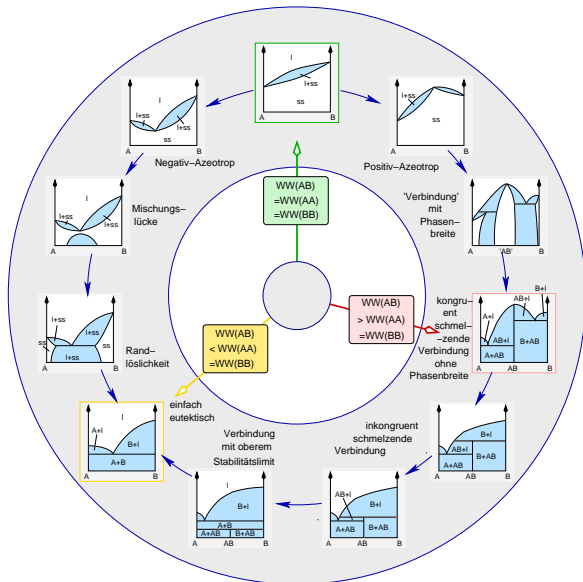 l
l+ss
ss
A
B
l
l+ss
l+ss
ss
A
B
Negativ−Azeotrop
l+ss
ss
A
B
Positiv−Azeotrop
l
l+ss
l+ss
A
B
Mischungs−
lücke
WW(AB)
=WW(AA)
=WW(BB)
'Verbindung'
mit
Phasen−
breite
A
'AB'
B
l+ss
l+ss
ss
ss
l+ss
A
B
Rand−
löslichkeit
WW(AB)
< WW(AA)
=WW(BB)
WW(AB)
> WW(AA)
=WW(BB)
kongru−
ent
schmel−
−zende
Verbindung
ohne
Phasenbreite
B+l
A+l
AB+l
AB+l
B+AB
A+AB
A
AB
B
einfach
eutektisch
l
A+l
B+l
A+B
A
B
Verbindung
mit oberem
Stabilitätslimit
l
B+l
A+B
A+AB
B+AB
A
AB
B
inkongruent
schmelzende
Verbindung
AB+l
B+l
A+AB
B+AB
A
AB
B
B+l
AB+l
B+AB
A+AB
A
AB
B